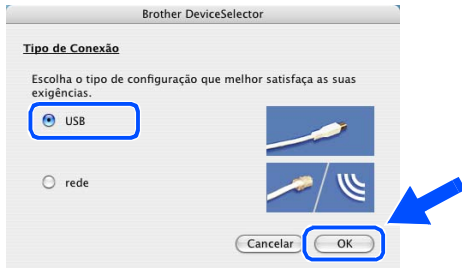 Brother DeviceSelector
Tipo de Conexão
Escolha o tipo de configuração que melhor satisfaça as suas
exigências.
USB
rede
Cancelar OK